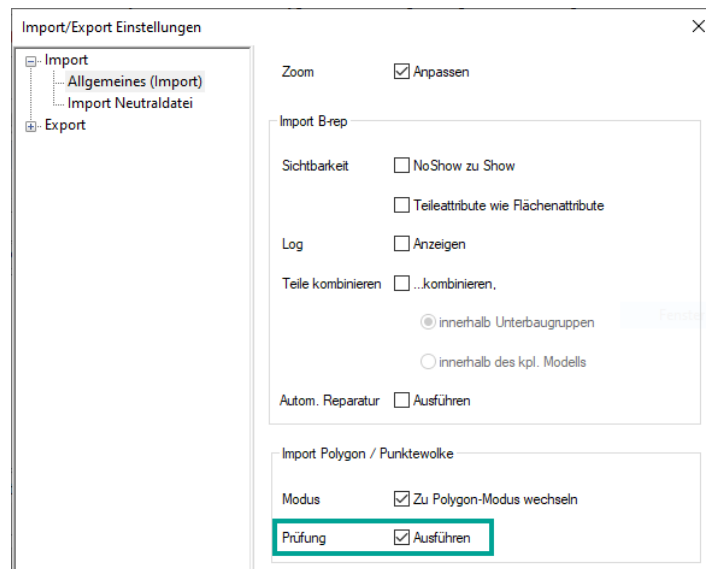 Import/Export Einstellungen
Import
Allgemeines (Import)
Import Neutraldatei
Export
Zoom Anpassen
Import B-rep
Sichtbarkeit NoShow zu Show
Teileattribute wie Flächenattribute
Log Anzeigen
Teile kombinieren ...kombinieren,
innerhalb Unterbaugruppen
innerhalb des kpl. Modells
Autom. Reparatur Ausführen
Import Polygon / Punktewolke
Modus Zu Polygon-Modus wechseln
Prüfung Ausführen